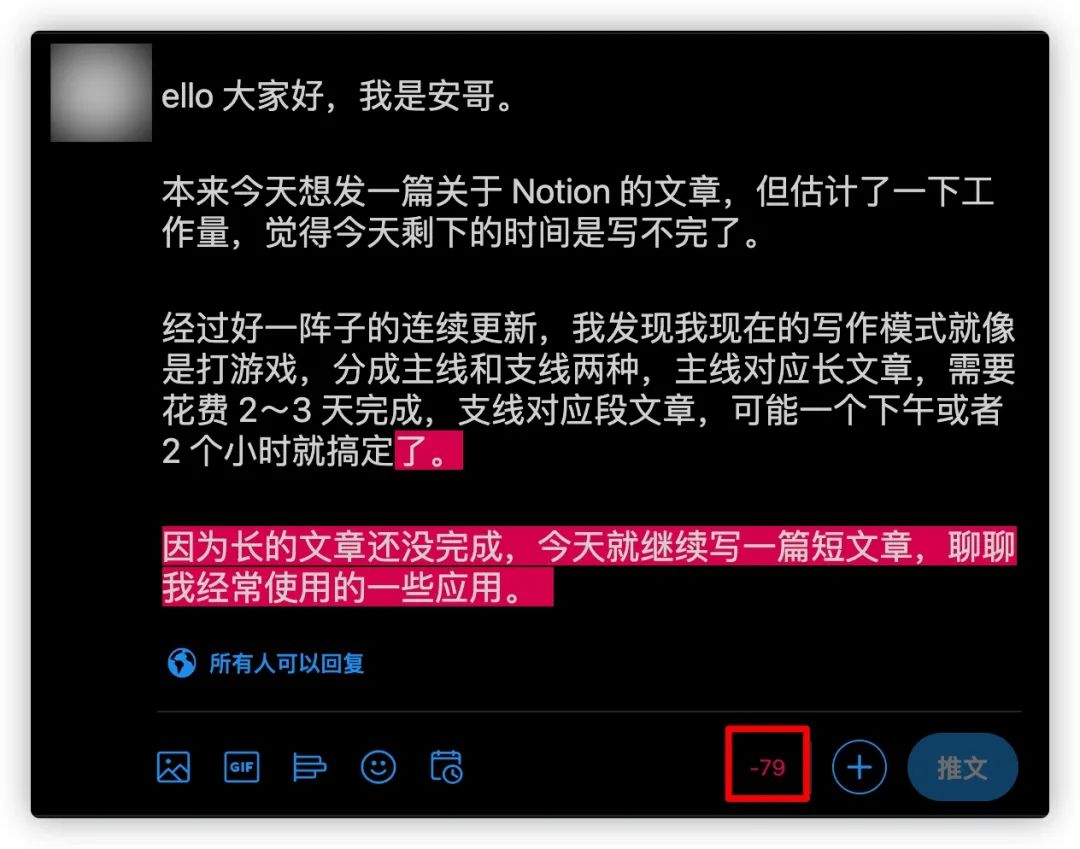 ello 大家好，我是安哥。
本来今天想发一篇关于 Notion 的文章，但估计了一下工
作量，觉得今天剩下的时间是写不完了。
经过好一阵子的连续更新，我发现我现在的写作模式就像
是打游戏，分成主线和支线两种，主线对应长文章，需要
花费 2～3 天完成，支线对应段文章，可能一个下午或者
2 个小时就搞定了。
因为长的文章还没完成，今天就继续写一篇短文章，聊聊
我经常使用的一些应用。
所有人可以回复
GIF
-79
推文